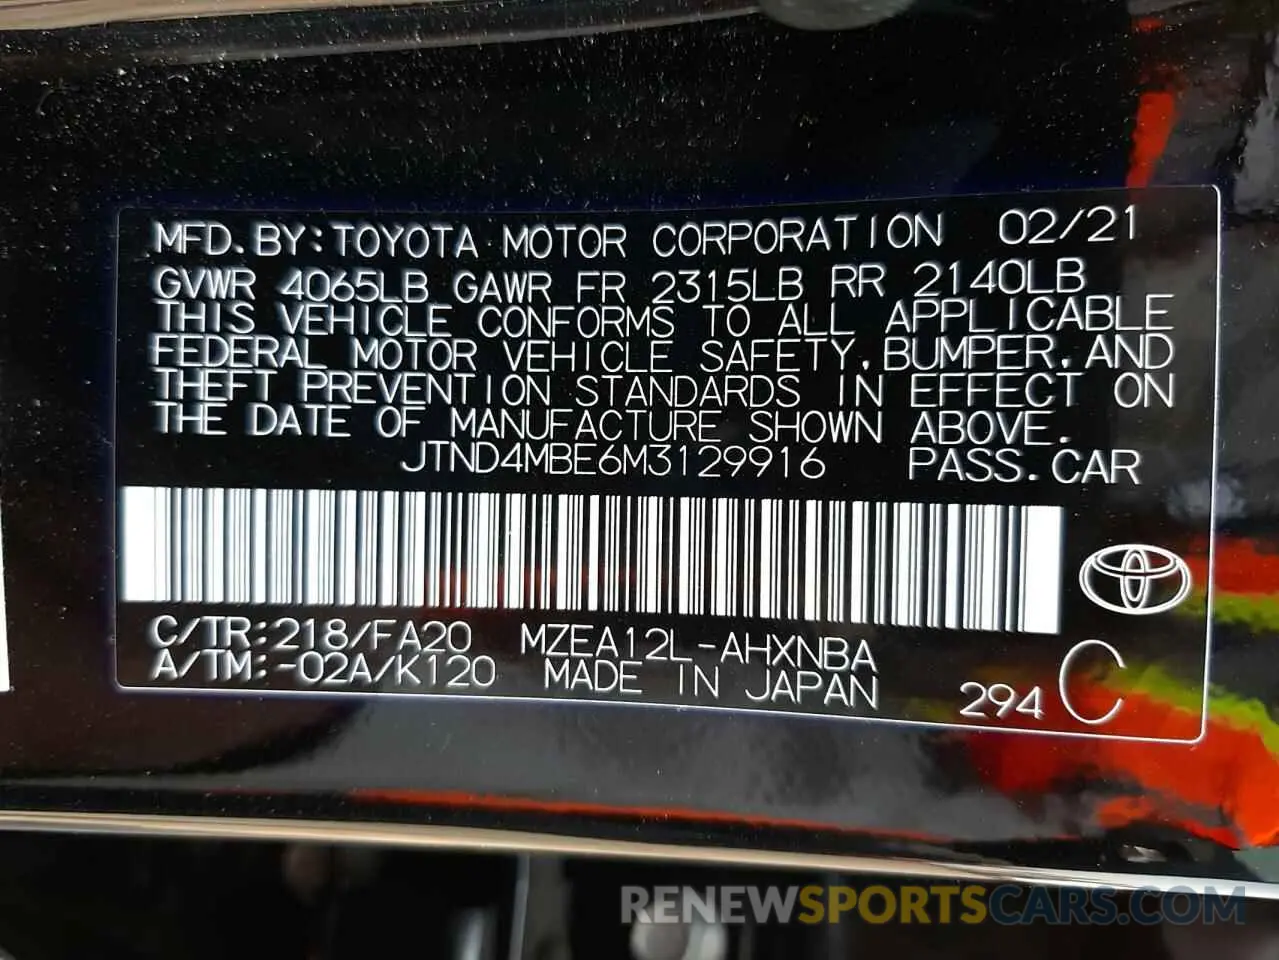 MFD. BY: TOYOTA MOTOR CORPORATION 02/21
GVWR 4065LB GAWR FR 2315LB RR 2140LB
THIS VEHICLE CONFORMS TO ALL APPLICABLE
FEDERAL MOTOR VEHICLE SAFETY, BUMPER, AND
THEFT PREVENTION STANDARDS IN EFFECT ON
THE DATE OF MANUFACTURE SHOWN ABOVE.
JTND4MBE6M3129916 PASS. CAR
C/TR: 218/FA20 MZEA12L-AHXNBA
A/TM: -02A/K120 MADE IN JAPAN 294 C
RENEWSPORTSCARS.COM